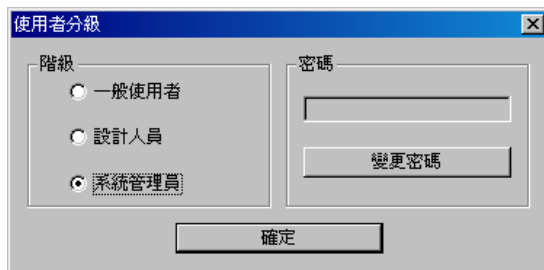 使用者分級
階級
一般使用者
設計人員
系統管理員
密碼
變更密碼
確定